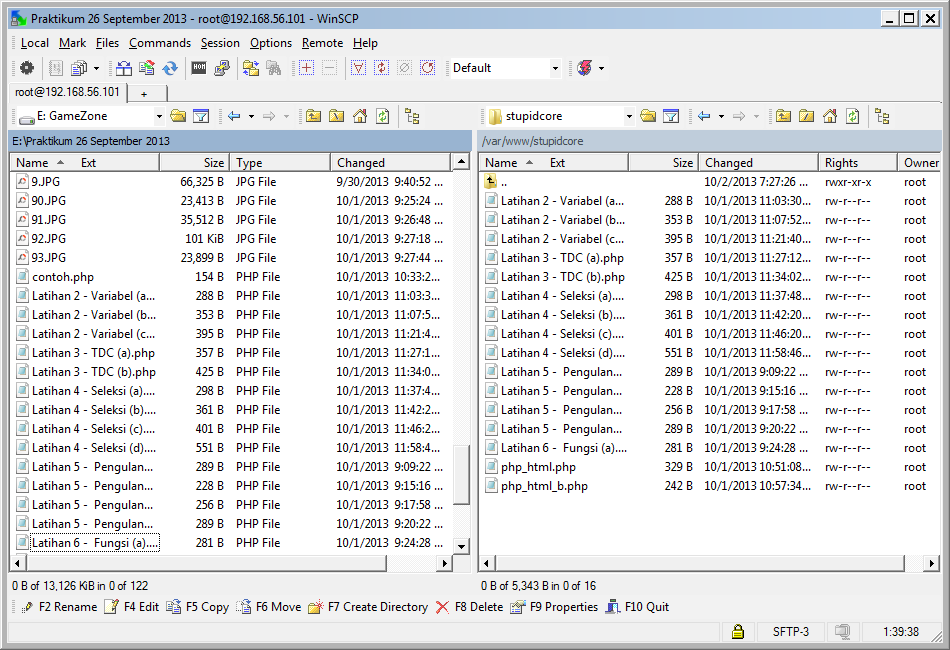 Praktikum 26 September 2013 - root@192.168.56.101 - WinSCP
Local Mark Files Commands Session Options Remote Help
Default
root@192.168.56.101 +
E: GameZone
stupidcore
E:\Praktikum 26 September 2013
/var/www/stupidcore
Name Ext Size Type Changed
9.JPG 66,325 B JPG File 9/30/2013 9:40:52 ...
90.JPG 23,413 B JPG File 10/1/2013 9:25:24 ...
91.JPG 35,512 B JPG File 10/1/2013 9:26:48 ...
92.JPG 101 KiB JPG File 10/1/2013 9:27:18 ...
93.JPG 23,899 B JPG File 10/1/2013 9:27:44 ...
contoh.php 154 B PHP File 10/1/2013 10:33:2...
Latihan 2 - Variabel (a... 288 B PHP File 10/1/2013 11:03:3...
Latihan 2 - Variabel (b... 353 B PHP File 10/1/2013 11:07:5...
Latihan 2 - Variabel (c... 395 B PHP File 10/1/2013 11:21:4...
Latihan 3 - TDC (a).php 357 B PHP File 10/1/2013 11:27:1...
Latihan 3 - TDC (b).php 425 B PHP File 10/1/2013 11:34:0...
Latihan 4 - Seleksi (a).... 298 B PHP File 10/1/2013 11:37:4...
Latihan 4 - Seleksi (b).... 361 B PHP File 10/1/2013 11:42:2...
Latihan 4 - Seleksi (c).... 401 B PHP File 10/1/2013 11:46:2...
Latihan 4 - Seleksi (d).... 551 B PHP File 10/1/2013 11:58:4...
Latihan 5 - Pengulan... 289 B PHP File 10/1/2013 9:09:22 ...
Latihan 5 - Pengulan... 228 B PHP File 10/1/2013 9:15:16 ...
Latihan 5 - Pengulan... 256 B PHP File 10/1/2013 9:17:58 ...
Latihan 5 - Pengulan... 289 B PHP File 10/1/2013 9:20:22 ...
Latihan 6 - Fungsi (a).... 281 B PHP File 10/1/2013 9:24:28 ...
0 B of 13,126 KiB in 0 of 122
Name Ext Size Changed Rights Owner
.. 10/2/2013 7:27:26 ... rwxr-xr-x root
Latihan 2 - Variabel (a... 288 B 10/1/2013 11:03:30... rw-r--r-- root
Latihan 2 - Variabel (b... 353 B 10/1/2013 11:07:52... rw-r--r-- root
Latihan 2 - Variabel (c... 395 B 10/1/2013 11:21:40... rw-r--r-- root
Latihan 3 - TDC (a).php 357 B 10/1/2013 11:27:12... rw-r--r-- root
Latihan 3 - TDC (b).php 425 B 10/1/2013 11:34:02... rw-r--r-- root
Latihan 4 - Seleksi (a).... 298 B 10/1/2013 11:37:48... rw-r--r-- root
Latihan 4 - Seleksi (b).... 361 B 10/1/2013 11:42:20... rw-r--r-- root
Latihan 4 - Seleksi (c).... 401 B 10/1/2013 11:46:20... rw-r--r-- root
Latihan 4 - Seleksi (d).... 551 B 10/1/2013 11:58:46... rw-r--r-- root
Latihan 5 - Pengulan... 289 B 10/1/2013 9:09:22 ... rw-r--r-- root
Latihan 5 - Pengulan... 228 B 10/1/2013 9:15:16 ... rw-r--r-- root
Latihan 5 - Pengulan... 256 B 10/1/2013 9:17:58 ... rw-r--r-- root
Latihan 5 - Pengulan... 289 B 10/1/2013 9:20:22 ... rw-r--r-- root
Latihan 6 - Fungsi (a).... 281 B 10/1/2013 9:24:28 ... rw-r--r-- root
php_html.php 329 B 10/1/2013 10:51:08... rw-r--r-- root
php_html_b.php 242 B 10/1/2013 10:57:34... rw-r--r-- root
0 B of 5,343 B in 0 of 16
F2 Rename F4 Edit F5 Copy F6 Move F7 Create Directory F8 Delete F9 Properties F10 Quit
SFTP-3 1:39:38